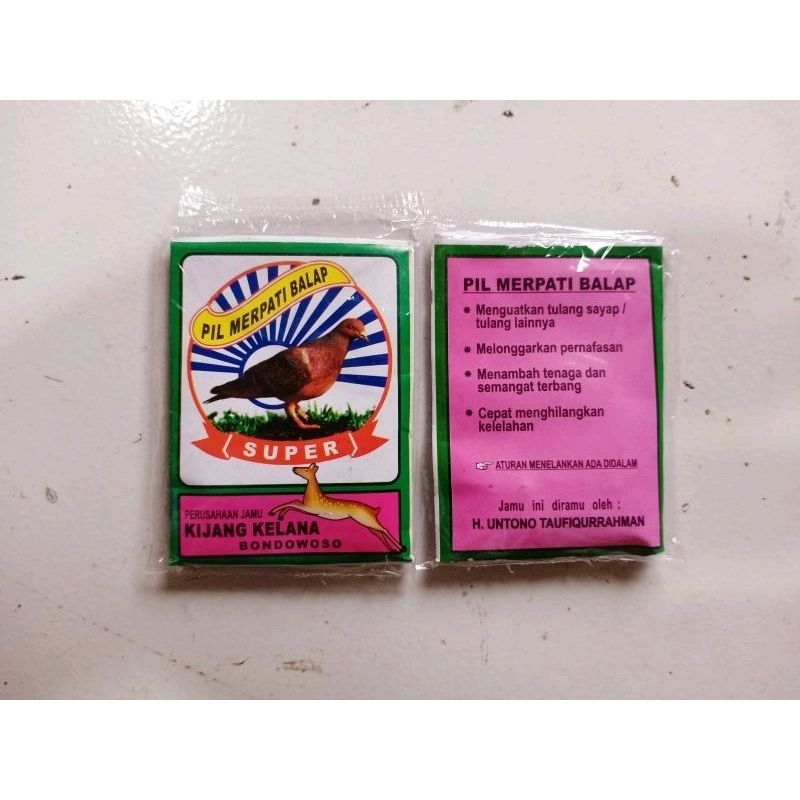 PIL MERPATI BALAP
SUPER
PERUSAHAAN JAMU
KIJANG KELANA
BONDOWOSO
PIL MERPATI BALAP
* Menguatkan tulang sayap /
tulang lainnya
* Melonggarkan pernafasan
* Menambah tenaga dan
semangat terbang
* Cepat menghilangkan
kelelahan
ATURAN MENELANKAN ADA DIDALAM
Jamu ini diramu oleh :
H. UNTONO TAUFIQURRAHMAN